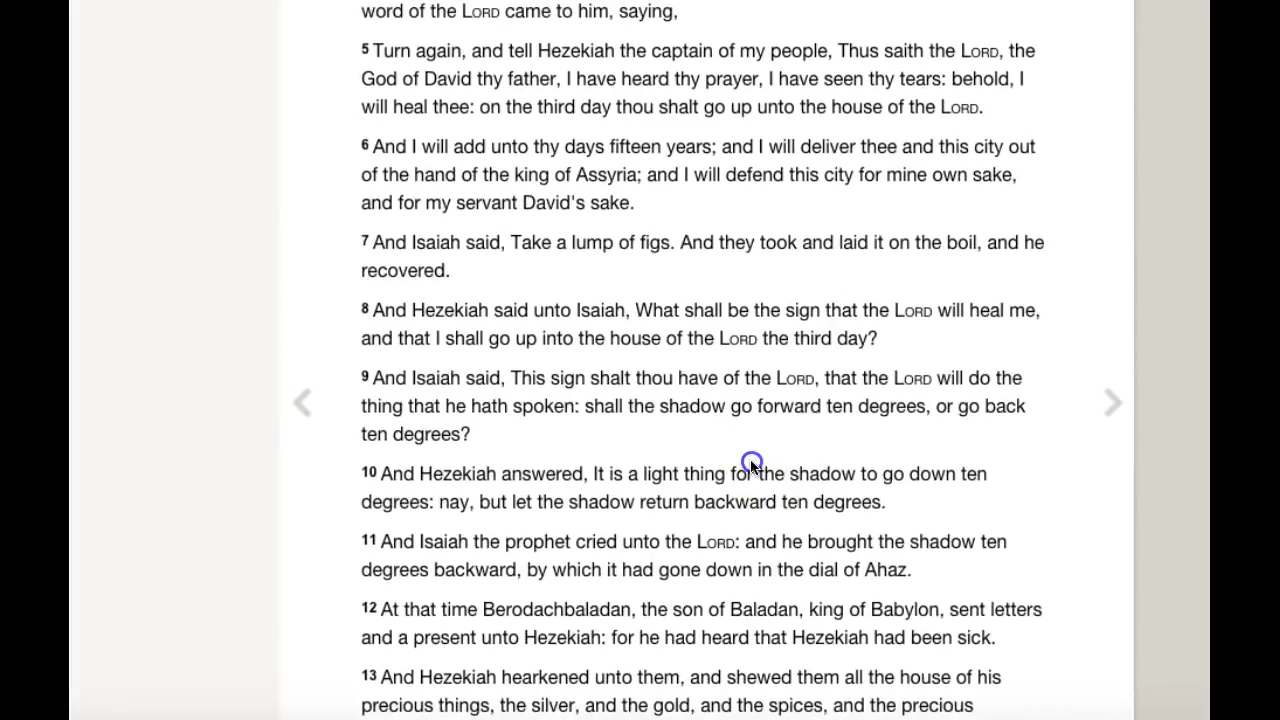 word of the LORD came to him, saying,
5 Turn again, and tell Hezekiah the captain of my people, Thus saith the LORD, the
God of David thy father, I have heard thy prayer, I have seen thy tears: behold, I
will heal thee: on the third day thou shalt go up unto the house of the LORD.
6 And I will add unto thy days fifteen years; and I will deliver thee and this city out
of the hand of the king of Assyria; and I will defend this city for mine own sake,
and for my servant David's sake.
7 And Isaiah said, Take a lump of figs. And they took and laid it on the boil, and he
recovered.
8 And Hezekiah said unto Isaiah, What shall be the sign that the LORD will heal me,
and that I shall go up into the house of the LORD the third day?
9 And Isaiah said, This sign shalt thou have of the LORD, that the LORD will do the
thing that he hath spoken: shall the shadow go forward ten degrees, or go back
ten degrees?
10 And Hezekiah answered, It is a light thing for the shadow to go down ten
degrees: nay, but let the shadow return backward ten degrees.
11 And Isaiah the prophet cried unto the LORD: and he brought the shadow ten
degrees backward, by which it had gone down in the dial of Ahaz.
12 At that time Berodachbaladan, the son of Baladan, king of Babylon, sent letters
and a present unto Hezekiah: for he had heard that Hezekiah had been sick.
13 And Hezekiah hearkened unto them, and shewed them all the house of his
precious things, the silver, and the gold, and the spices, and the precious